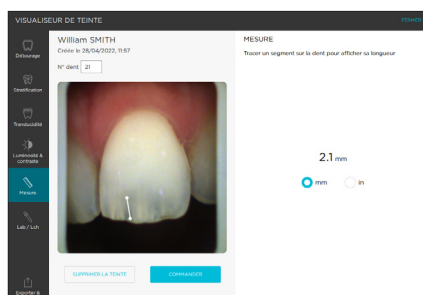 VISUALISEUR DE TEINTE
FERMER
Détourage
Stratification
Translucidité
Luminosité &
contraste
Mesure
Lab / Lch
Exporter &
William SMITH
Créée le 28/04/2022, 11:57
N° dent 21
SUPPRIMER LA TEINTE
COMMANDER
MESURE
Tracer un segment sur la dent pour afficher sa longueur
2.1 mm
mm
in